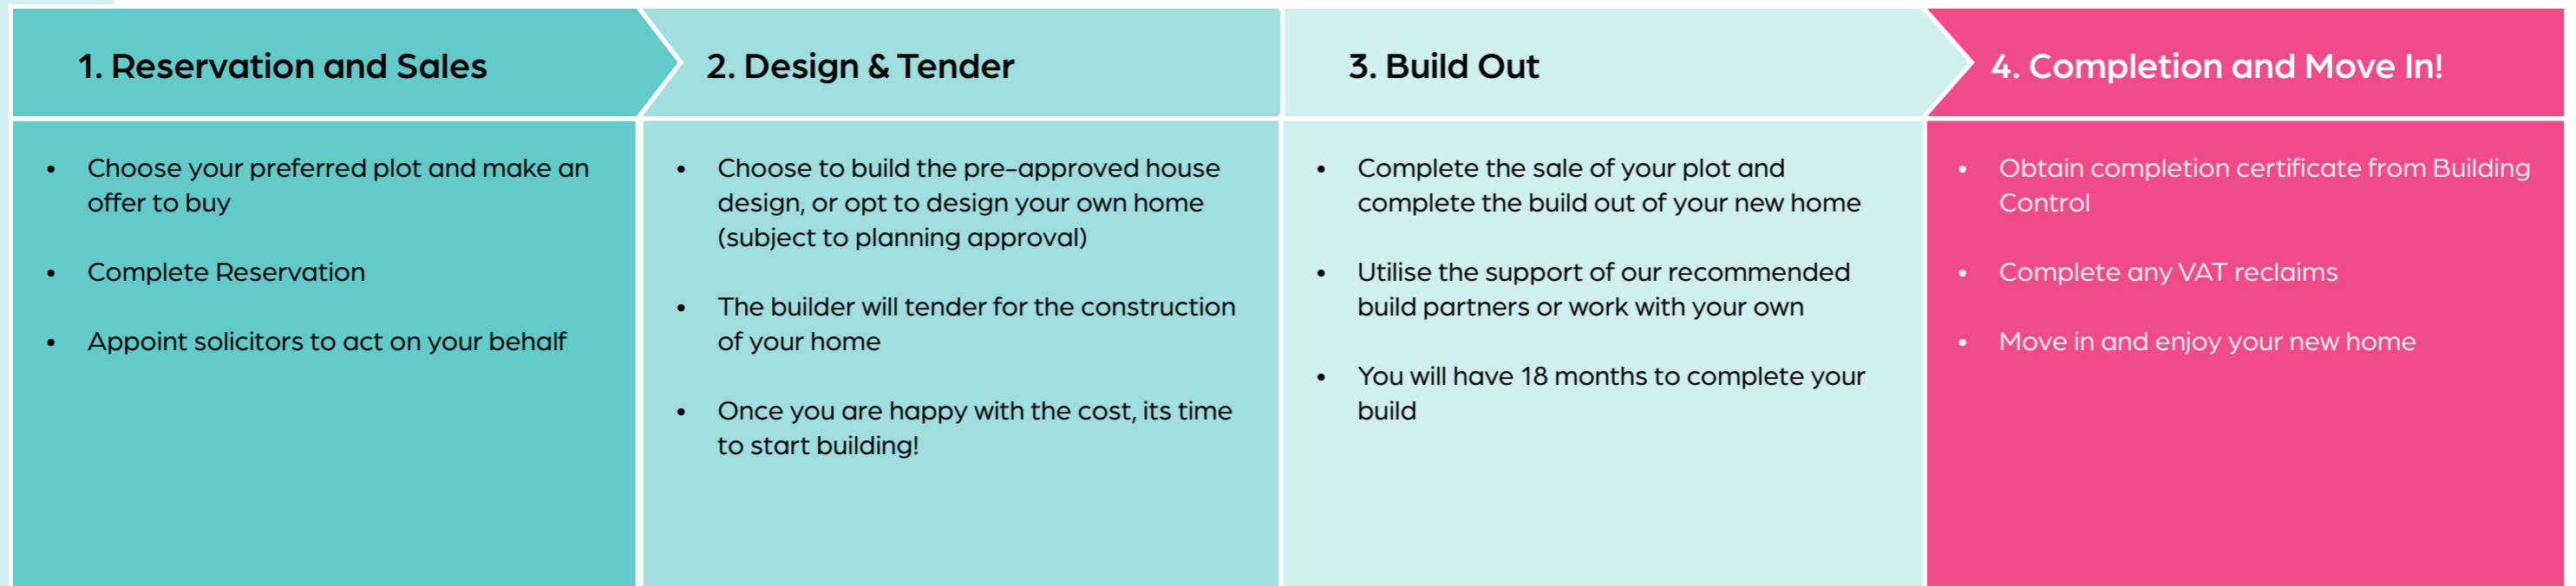 1. Reservation and Sales
• Choose your preferred plot and make an
offer to buy
• Complete Reservation
• Appoint solicitors to act on your behalf
2. Design & Tender
• Choose to build the pre-approved house
design, or opt to design your own home
(subject to planning approval)
• The builder will tender for the construction
of your home
• Once you are happy with the cost, its time
to start building!
3. Build Out
• Complete the sale of your plot and
complete the build out of your new home
• Utilise the support of our recommended
build partners or work with your own
• You will have 18 months to complete your
build
4. Completion and Move In!
• Obtain completion certificate from Building
Control
• Complete any VAT reclaims
• Move in and enjoy your new home